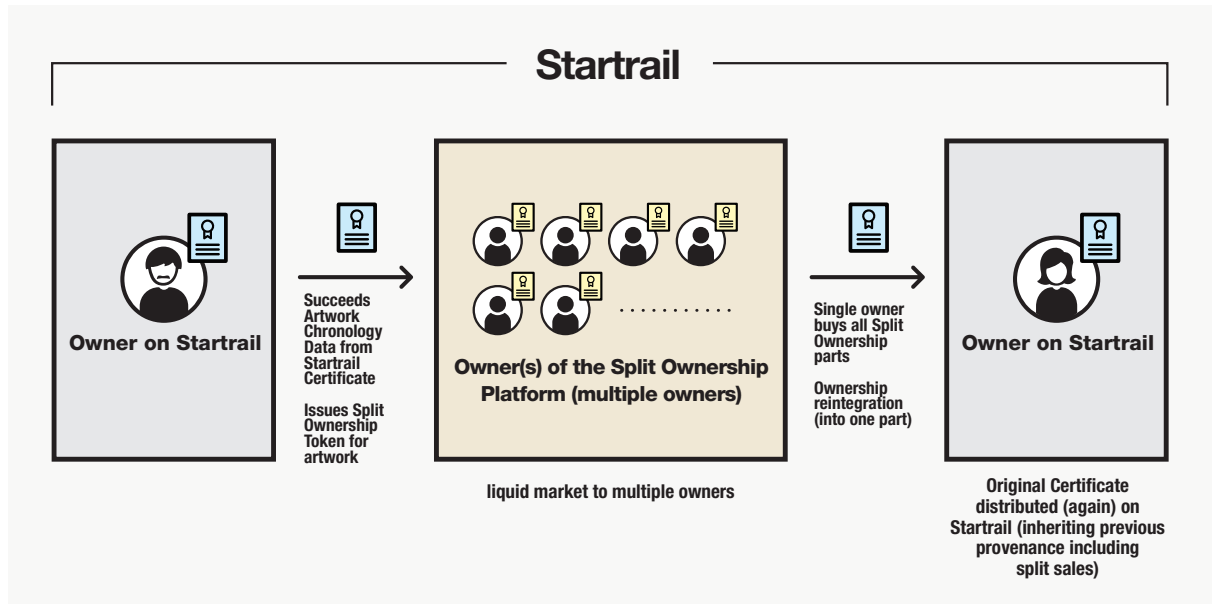 Startrail
Owner on Startrail
Succeeds
Artwork
Chronology
Data from
Startrail
Certificate
Issues Split
Ownership
Token for
artwork
Owner(s) of the Split Ownership
Platform (multiple owners)
liquid market to multiple owners
Single owner
buys all Split
Ownership
parts
Ownership
reintegration
(into one part)
Owner on Startrail
Original Certificate
distributed (again) on
Startrail (inheriting previous
provenance including
split sales)